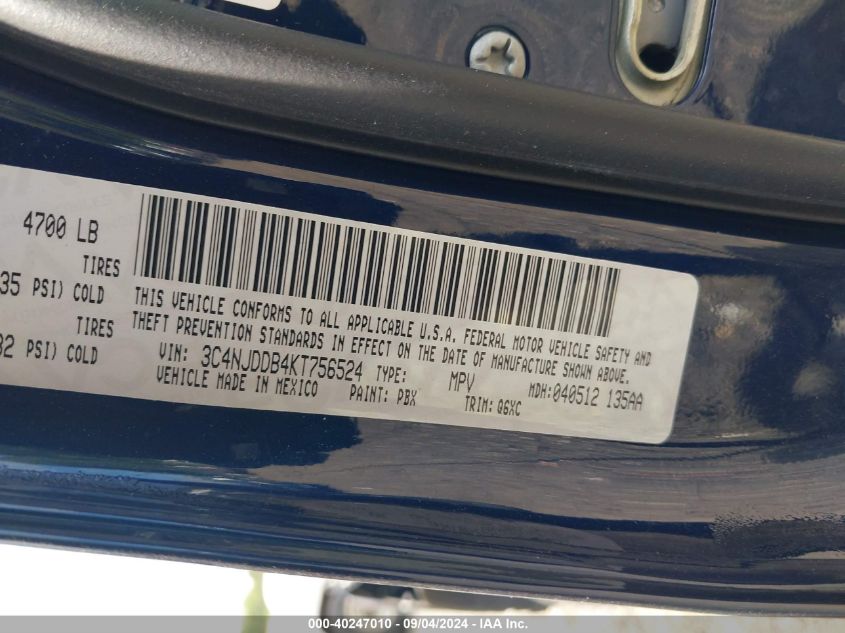 4700 LB
TIRES
35 PSI) COLD
TIRES
32 PSI) COLD
THIS VEHICLE CONFORMS TO ALL APPLICABLE U.S.A. FEDERAL MOTOR VEHICLE SAFETY AND
THEFT PREVENTION STANDARDS IN EFFECT ON THE DATE OF MANUFACTURE SHOWN ABOVE.
VIN: 3C4NJDDB4KT756524 TYPE: MPV MDH:040512 135AA
VEHICLE MADE IN MEXICO PAINT: PBX TRIM: Q6XC
000-40247010 - 09/04/2024 - IAA Inc.